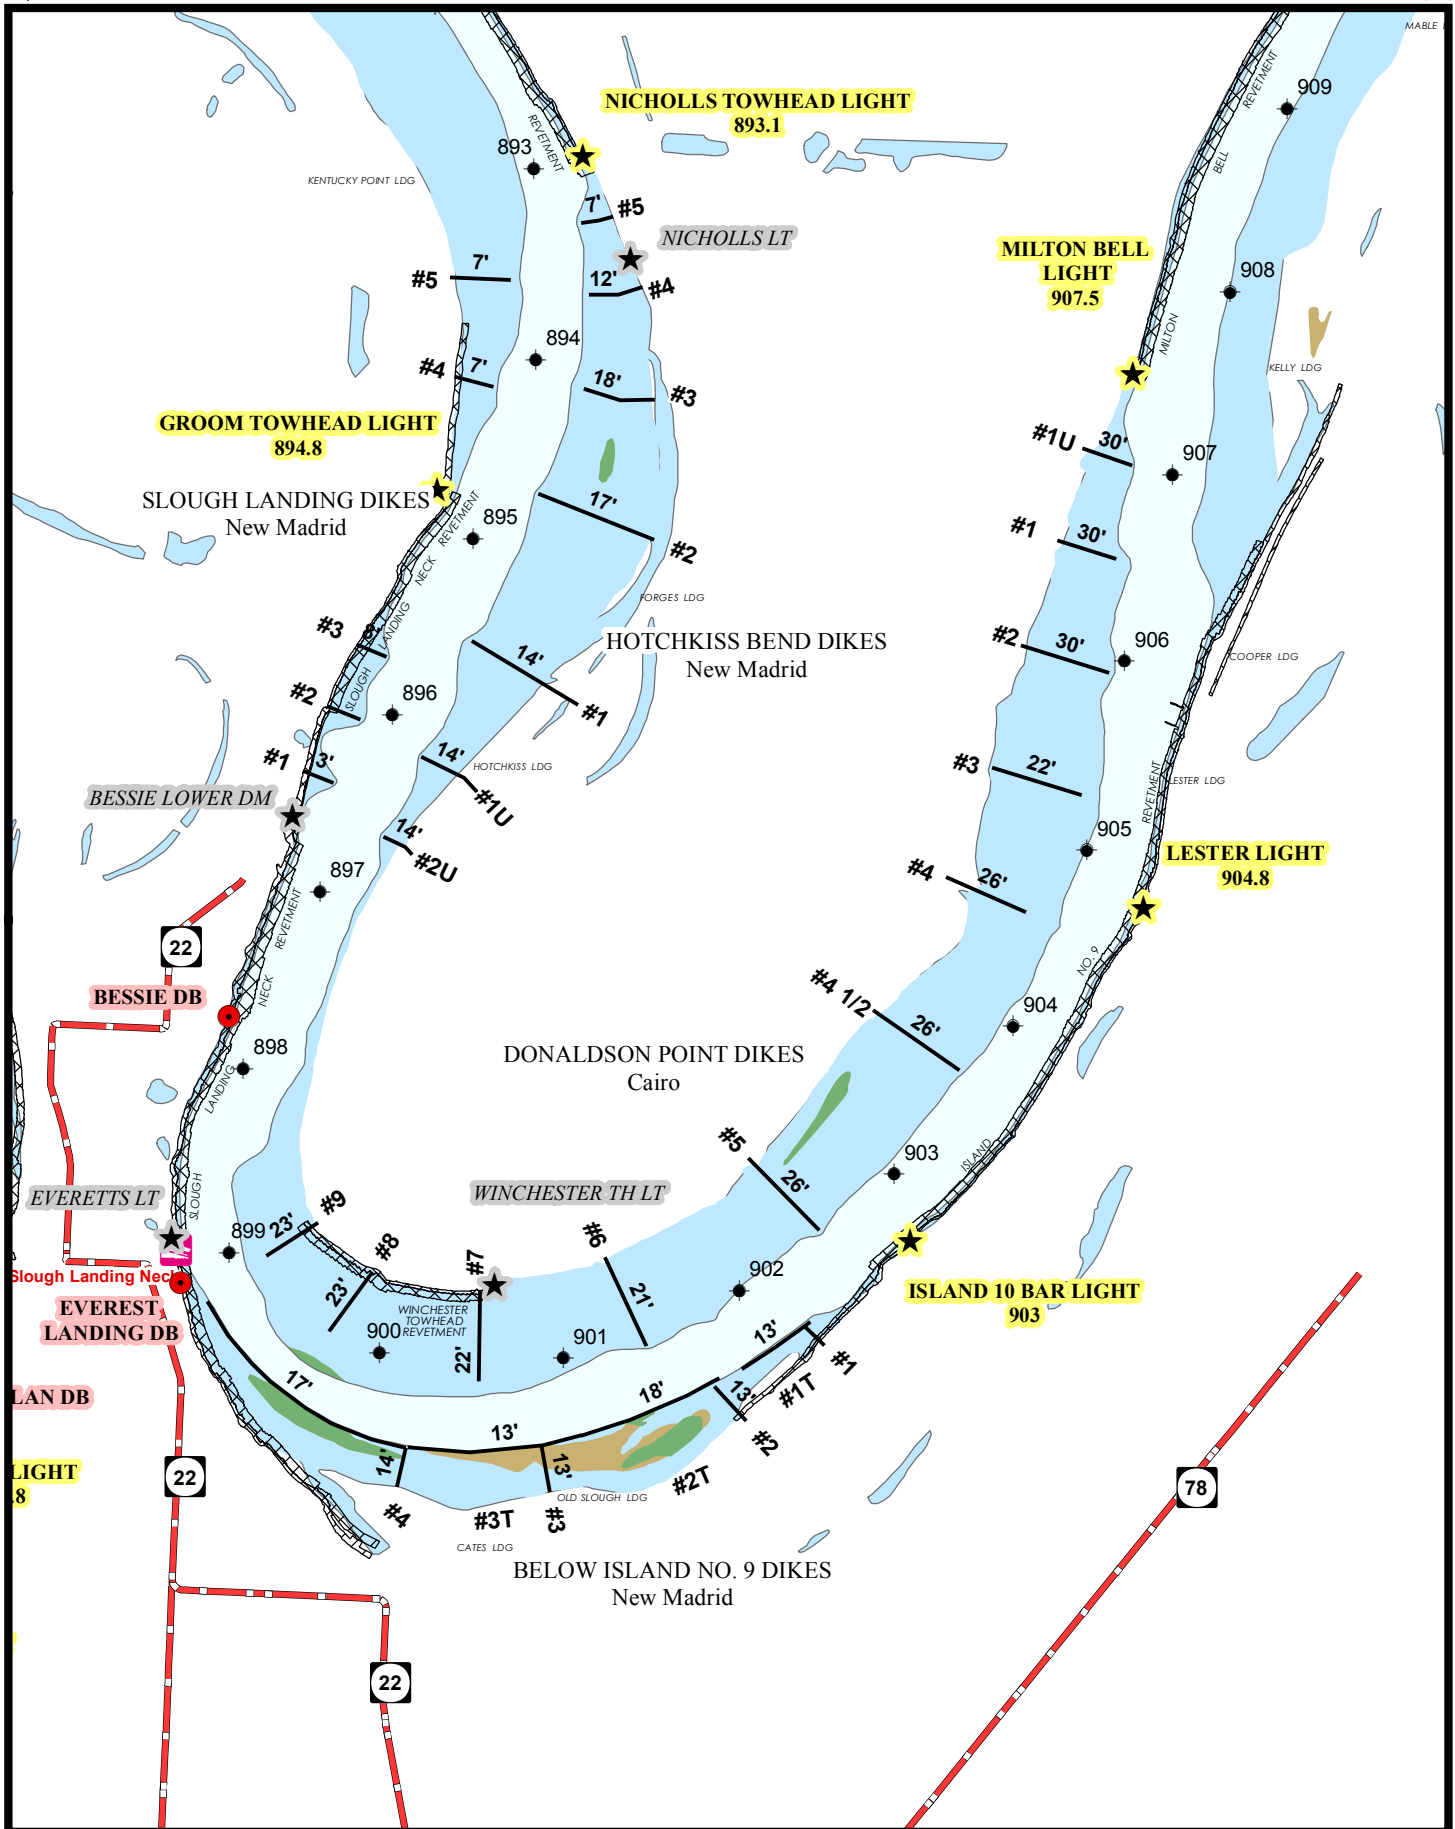 MABLE
909
REVETMENT
BELL
NICHOLLS TOWHEAD LIGHT
893.1
893
REVETMENT
KENTUCKY POINT LDG
7'
#5
NICHOLLS LT
MILTON BELL
LIGHT
907.5
908
#5
7'
12'
#4
MILTON
894
KELLY LDG
#4
7'
18'
#3
GROOM TOWHEAD LIGHT
894.8
#1U
30'
907
SLOUGH LANDING DIKES
New Madrid
17'
#2
895
REVETMENT
NECK
LANDING
SLOUGH
#1
30'
FORGES LDG
#3
8'
HOTCHKISS BEND DIKES
New Madrid
#2
30'
906
COOPER LDG
14'
#1
#2
896
#1
3'
14'
HOTCHKISS LDG
#1U
#3
22'
LESTER LDG
REVETMENT
BESSIE LOWER DM
14'
#2U
905
LESTER LIGHT
904.8
897
#4
26'
REVETMENT
NECK
LANDING
SLOUGH
22
BESSIE DB
NO. 9
ISLAND
#4 1/2
26'
904
898
DONALDSON POINT DIKES
Cairo
#5
26'
903
EVERETTS LT
WINCHESTER TH LT
#9
23'
899
#8
23'
#7
22'
#6
21'
902
Slough Landing Neck
EVEREST
LANDING DB
WINCHESTER
TOWHEAD
REVETMENT
900
901
ISLAND 10 BAR LIGHT
903
13'
#1
17'
18'
13'
#1T
#2
LAN DB
13'
14'
#4
13'
#3
#2T
#3T
OLD SLOUGH LDG
LIGHT
.8
22
78
CATES LDG
BELOW ISLAND NO. 9 DIKES
New Madrid
22